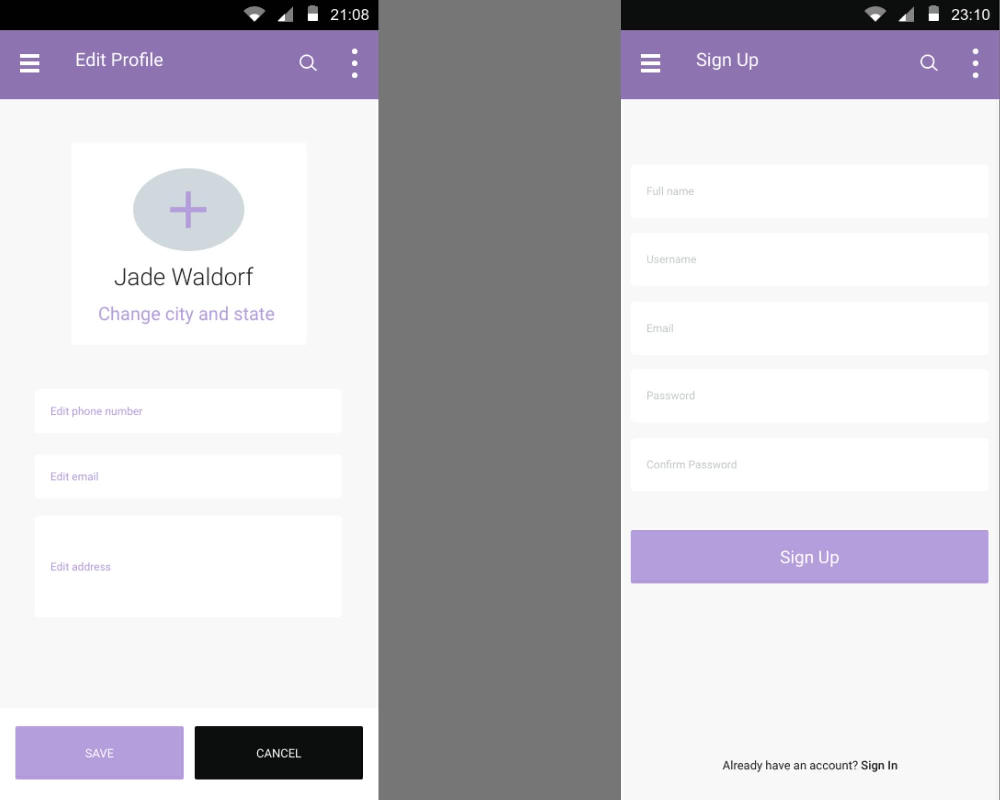 21:08
Edit Profile
Jade Waldorf
Change city and state
Edit phone number
Edit email
Edit address
SAVE
CANCEL
23:10
Sign Up
Full name
Username
Email
Password
Confirm Password
Sign Up
Already have an account? Sign In